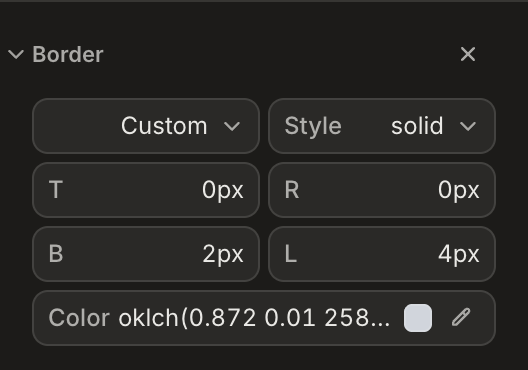 Border
Custom Style solid
T 0px R 0px
B 2px L 4px
Color oklch(0.872 0.01 258...